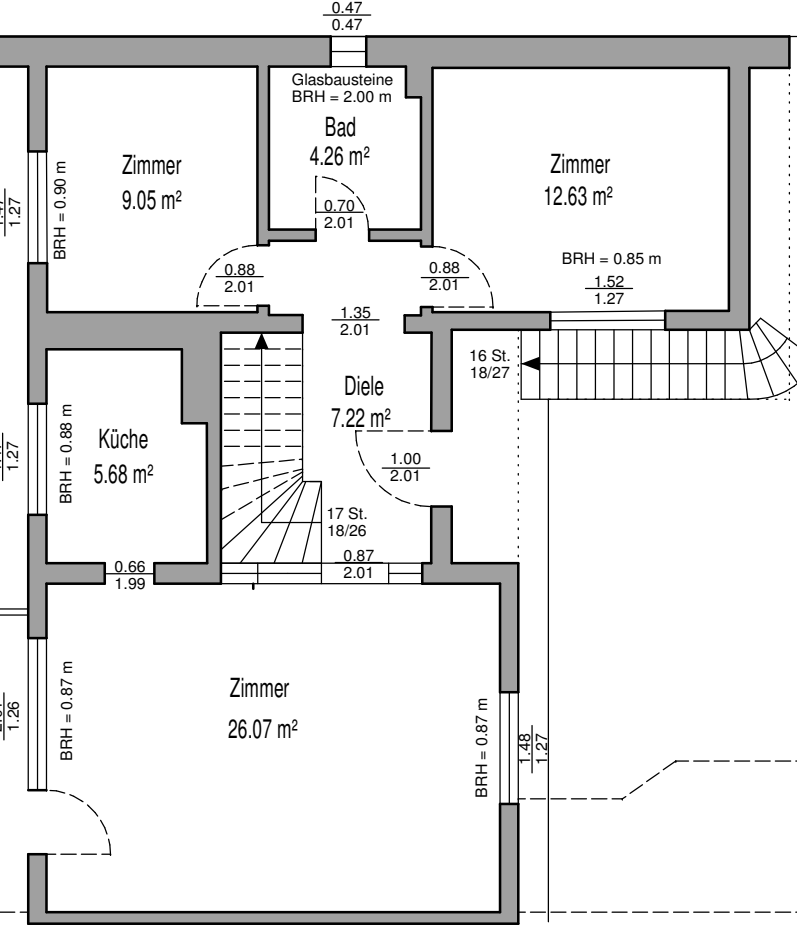 0.47
0.47
Glasbausteine
BRH = 2.00 m
Bad
4.26 m²
Zimmer
9.05 m²
Zimmer
12.63 m²
BRH = 0.90 m
1.27
0.70
2.01
0.88
2.01
0.88
2.01
BRH = 0.85 m
1.52
1.27
1.35
2.01
16 St.
18/27
Diele
7.22 m²
Küche
5.68 m²
BRH = 0.88 m
1.27
1.00
2.01
17 St.
18/26
0.66
1.99
0.87
2.01
Zimmer
26.07 m²
BRH = 0.87 m
1.26
BRH = 0.87 m
1.48
1.27